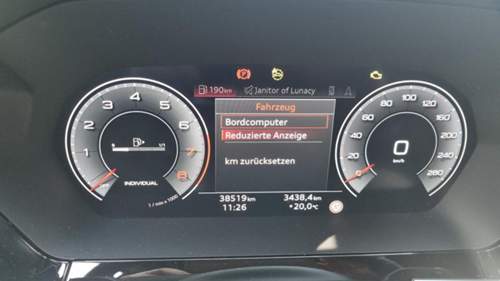 190km Janitor of Lunacy
Fahrzeug
Bordcomputer
Reduzierte Anzeige
km zurücksetzen
38519km 3438,4km
11:26 +20,0°C
1 2 3 4 5 6 7 8
1/1
INDIVIDUAL
1 / min x 1000
0
km/h
20 40 60 80 100 120 140 160 180 200 220 240 260 280